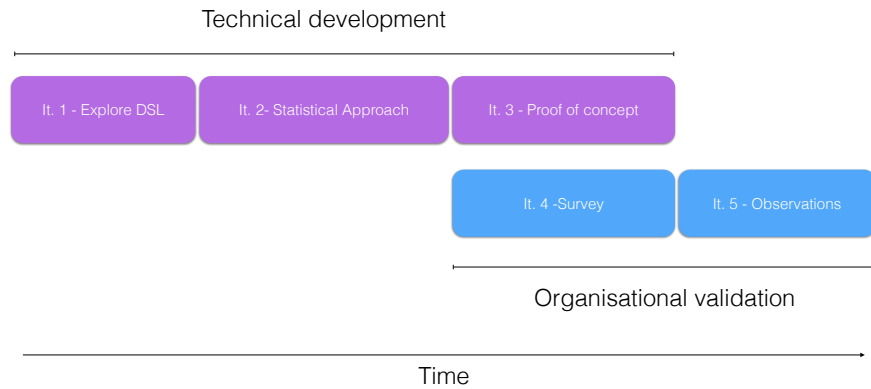 Technical development
It. 1 - Explore DSL
It. 2- Statistical Approach
It. 3 - Proof of concept
It. 4 -Survey
It. 5 - Observations
Organisational validation
Time